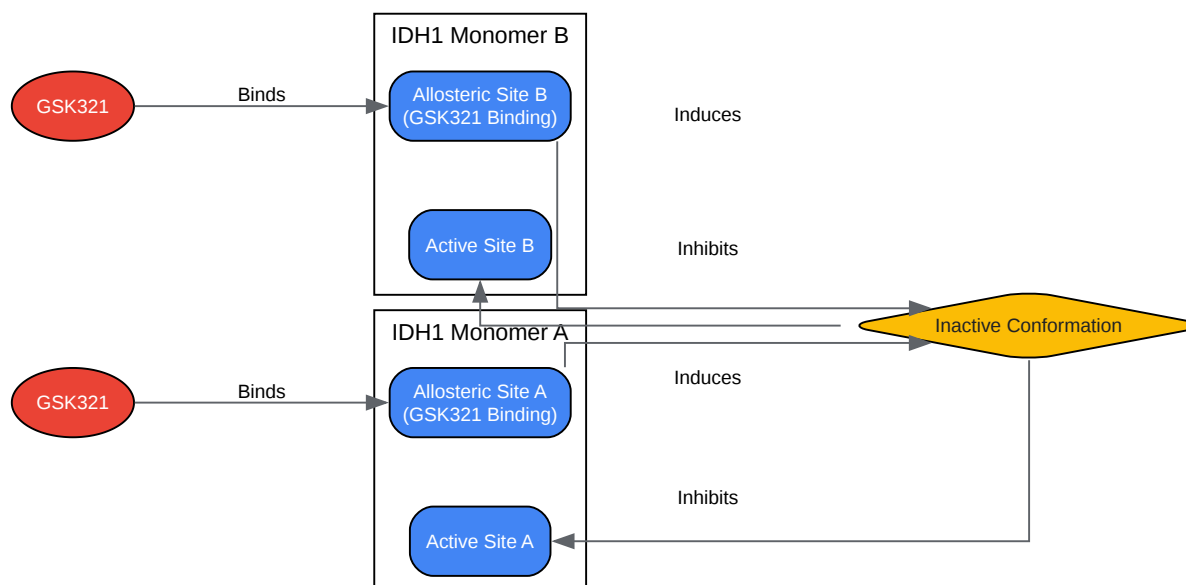 IDH1 Monomer B
GSK321
Binds
Allosteric Site B
(GSK321 Binding)
Induces
Active Site B
Inhibits
Inactive Conformation
IDH1 Monomer A
GSK321
Binds
Allosteric Site A
(GSK321 Binding)
Induces
Inhibits
Active Site A